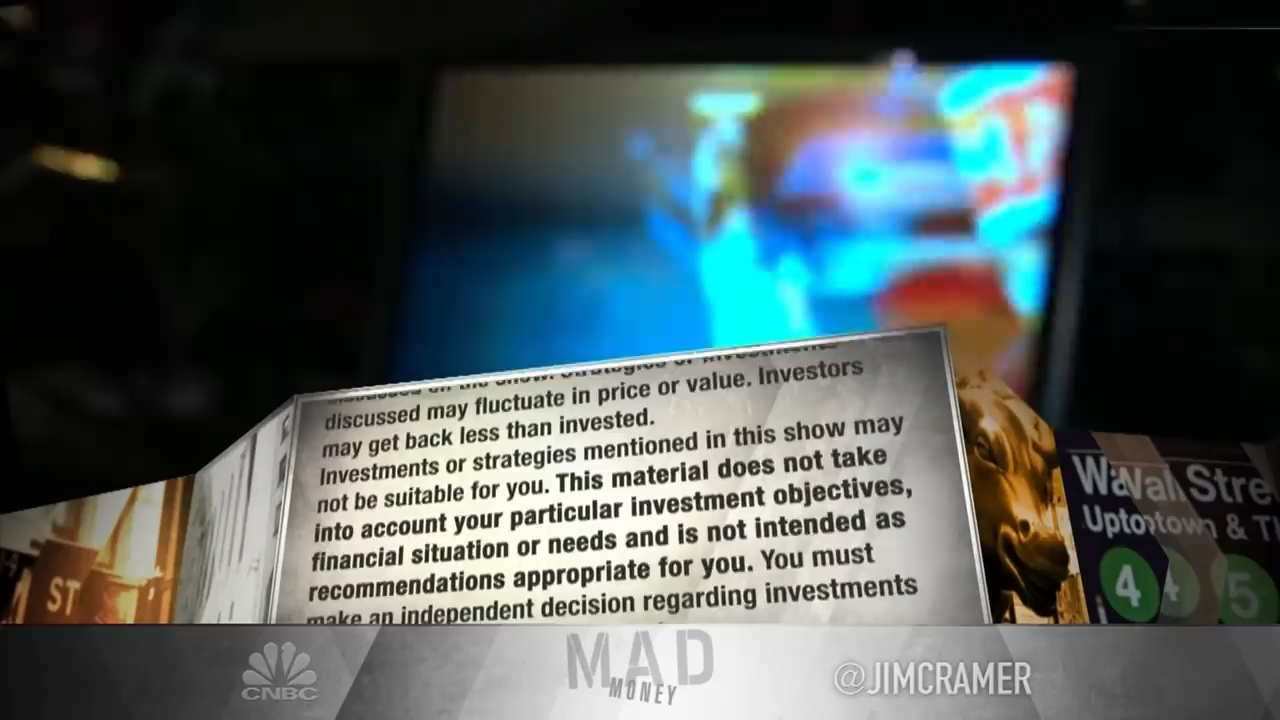 discussed may fluctuate in price or value. Investors
may get back less than invested.
Investments or strategies mentioned in this show may
not be suitable for you. This material does not take
into account your particular investment objectives,
financial situation or needs and is not intended as
recommendations appropriate for you. You must
make an independent decision regarding investments
ST
Wall Stre
Uptown & T
4
4
5
CNBC
MAD
MONEY
@JIMCRAMER